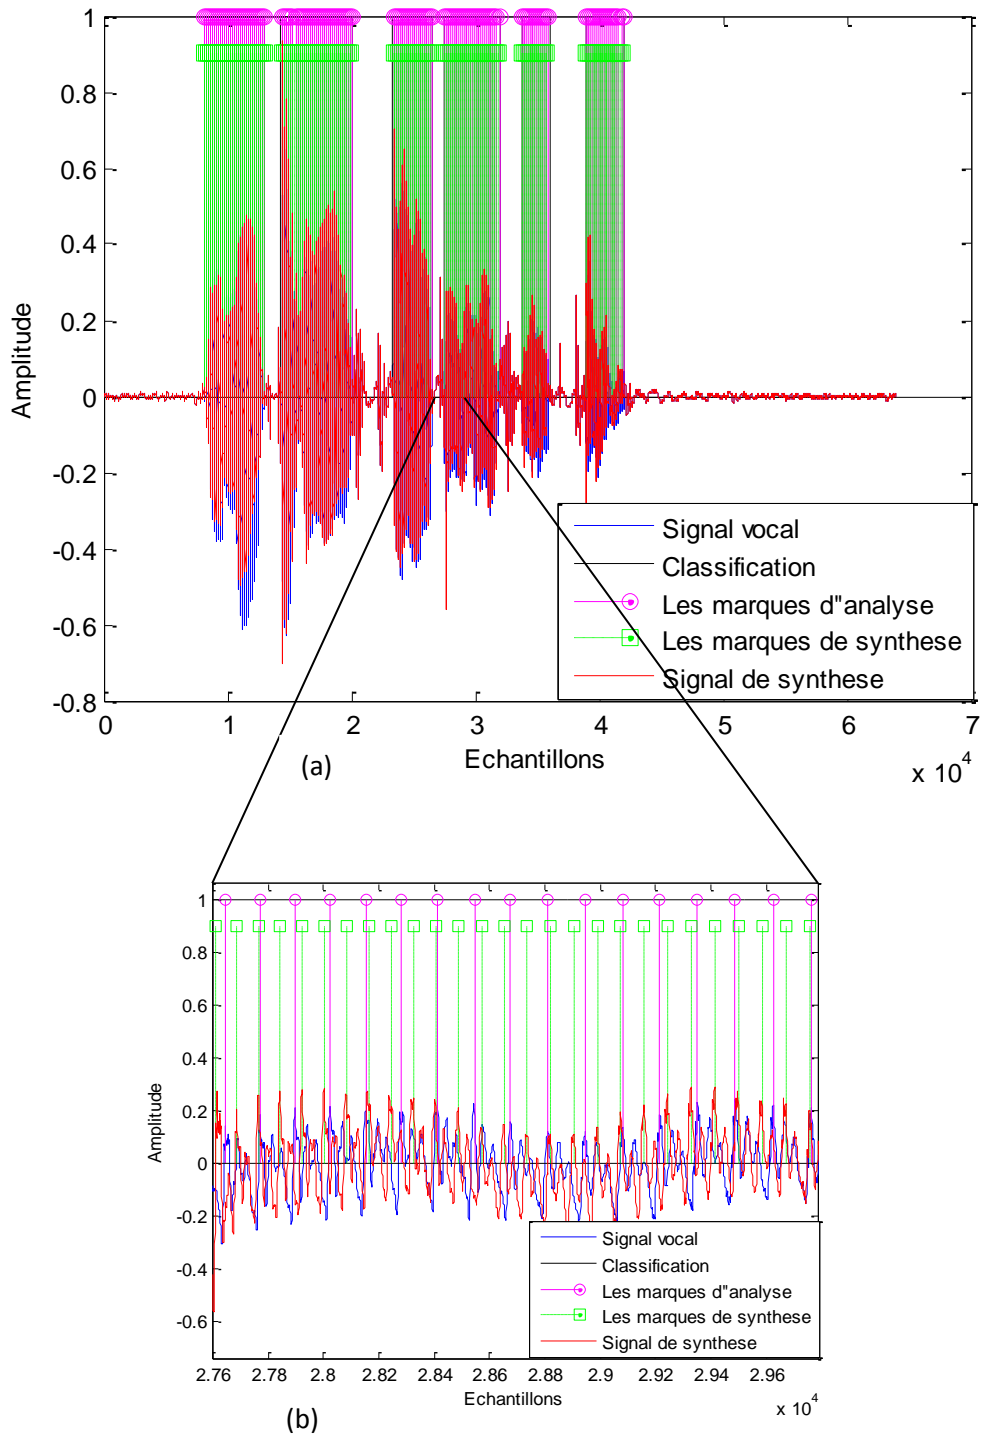 1
0.8
0.6
0.4
0.2
0
-0.2
-0.4
-0.6
-0.8
Amplitude
Signal vocal
Classification
Les marques d"analyse
Les marques de synthese
Signal de synthese
0 1 2 3 4 5 6 7
Echantillons
x 10^4
(a)
1
0.8
0.6
0.4
0.2
0
-0.2
-0.4
-0.6
Amplitude
Signal vocal
Classification
Les marques d"analyse
Les marques de synthese
Signal de synthese
2.76 2.78 2.8 2.82 2.84 2.86 2.88 2.9 2.92 2.94 2.96
Echantillons
x 10^4
(b)